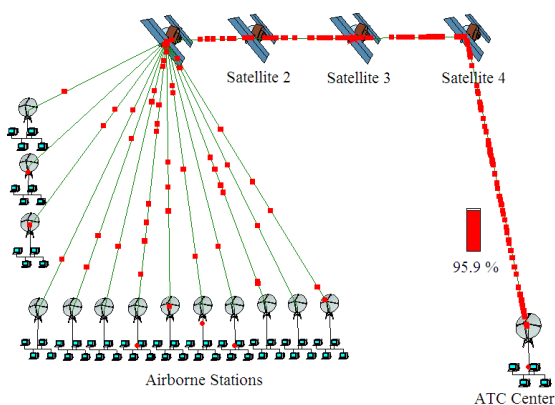 Satellite 2
Satellite 3
Satellite 4
95.9 %
Airborne Stations
ATC Center